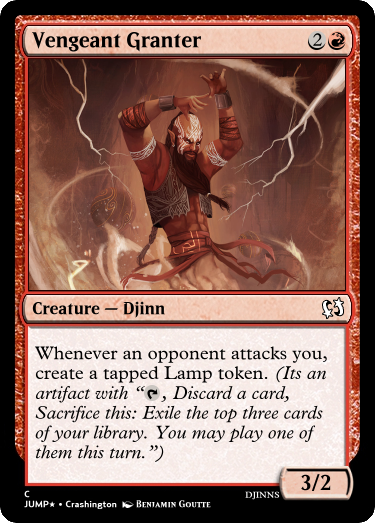 Vengeant Granter 2
Creature — Djinn
Whenever an opponent attacks you,
create a tapped Lamp token. (Its an
artifact with “, Discard a card,
Sacrifice this: Exile the top three cards
of your library. You may play one of
them this turn.”)
3/2
C DJINNS
JUMP★ • Crashington Benjamin Goutte